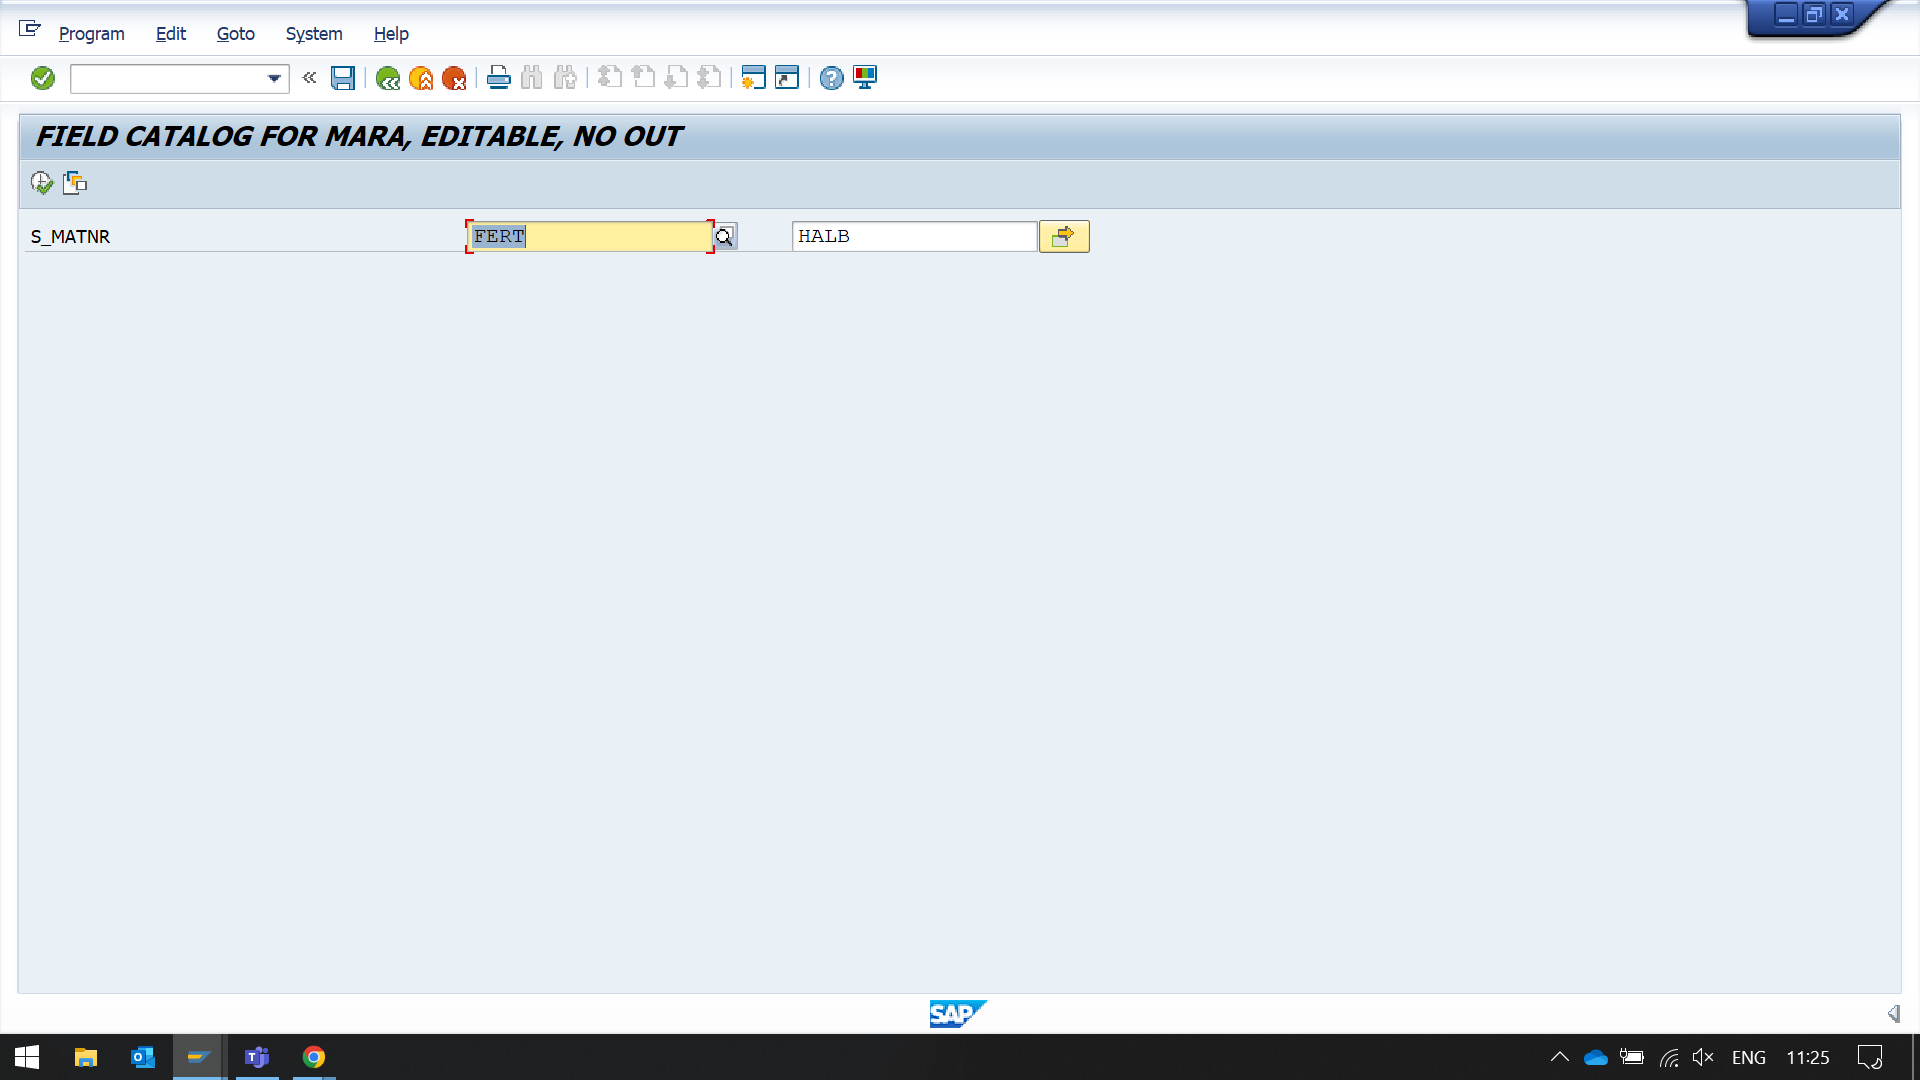 Program Edit Goto System Help
FIELD CATALOG FOR MARA, EDITABLE, NO OUT
S_MATNR FERT HALB
SAP
ENG 11:25